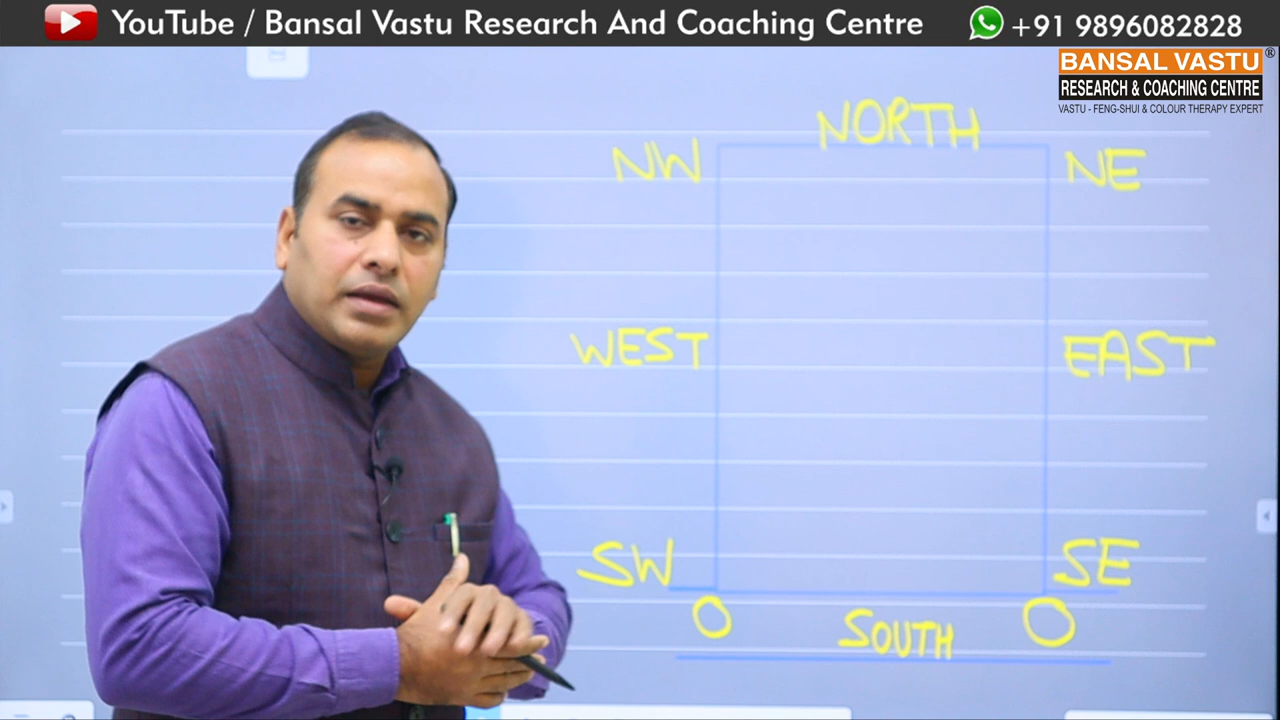 YouTube / Bansal Vastu Research And Coaching Centre +91 9896082828
BANSAL VASTU ®
RESEARCH & COACHING CENTRE
VASTU - FENG-SHUI & COLOUR THERAPY EXPERT
NORTH
NW NE
WEST EAST
SW SE
O SOUTH O